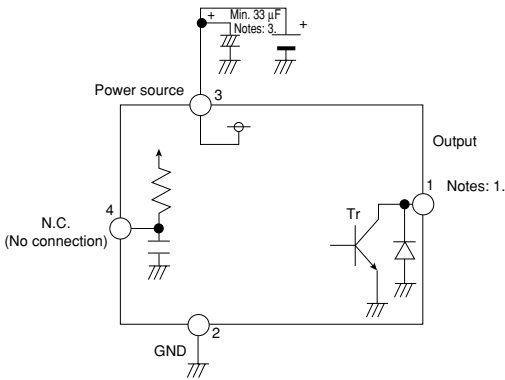 +
Min. 33 µF
Notes: 3.
+
Power source
3
Output
1
Notes: 1.
4
N.C.
(No connection)
Tr
2
GND